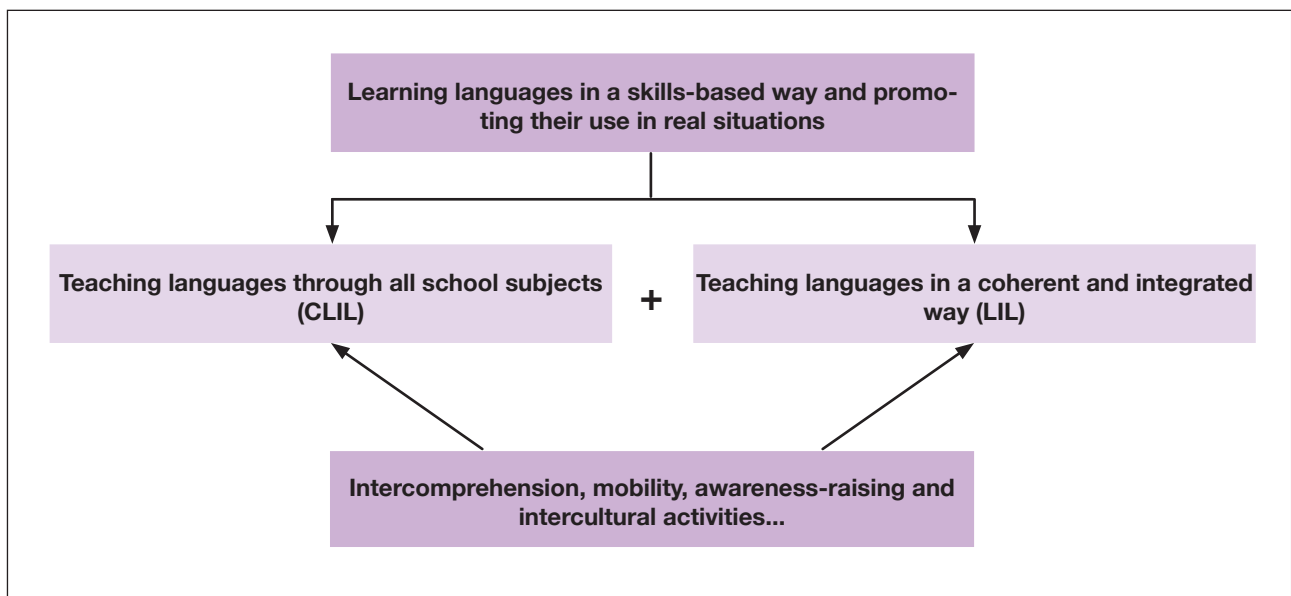 Learning languages in a skills-based way and promo-
ting their use in real situations
Teaching languages through all school subjects
(CLIL)
+
Teaching languages in a coherent and integrated
way (LIL)
Intercomprehension, mobility, awareness-raising and
intercultural activities...